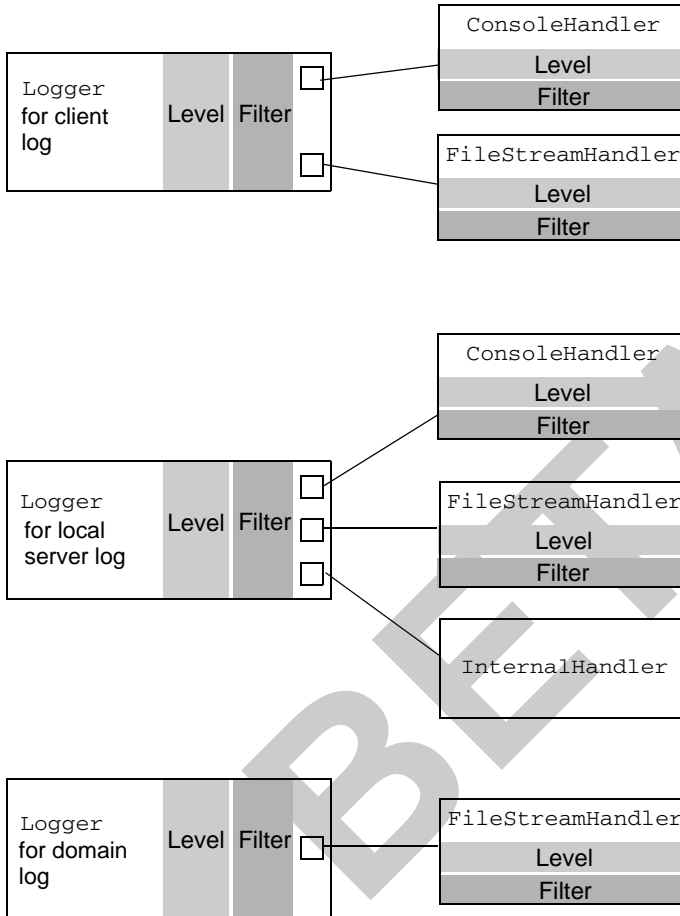 ConsoleHandler
Level
Filter
Logger
for client
log
Level Filter
FileStreamHandler
Level
Filter
ConsoleHandler
Level
Filter
Logger
for local
server log
Level Filter
FileStreamHandler
Level
Filter
InternalHandler
Logger
for domain
log
Level Filter
FileStreamHandler
Level
Filter
BETA